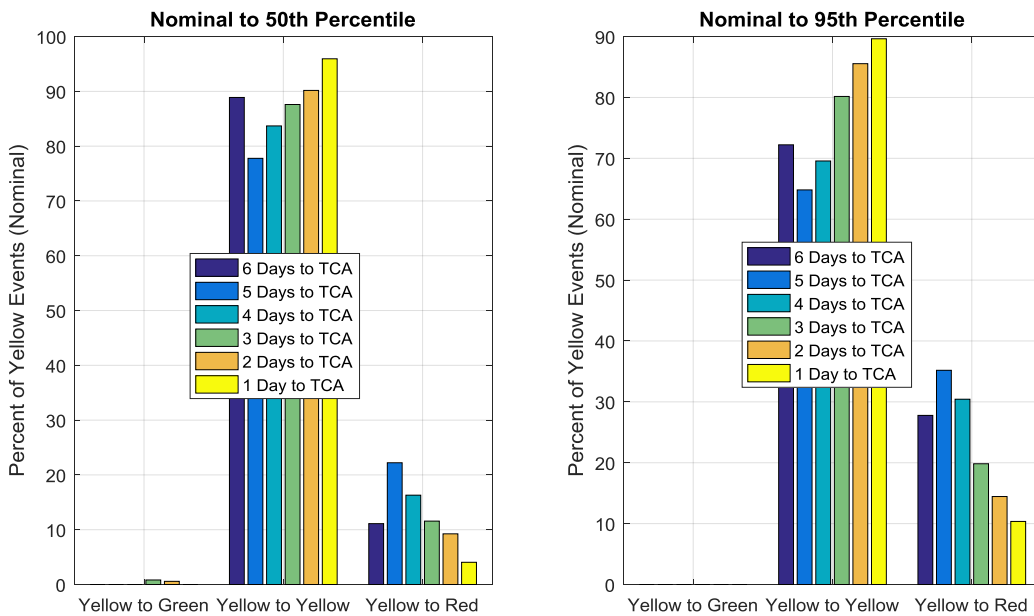 Nominal to 50th Percentile
Percent of Yellow Events (Nominal)
100
90
80
70
60
50
40
30
20
10
0
6 Days to TCA
5 Days to TCA
4 Days to TCA
3 Days to TCA
2 Days to TCA
1 Day to TCA
Yellow to Green Yellow to Yellow Yellow to Red
Nominal to 95th Percentile
Percent of Yellow Events (Nominal)
90
80
70
60
50
40
30
20
10
0
6 Days to TCA
5 Days to TCA
4 Days to TCA
3 Days to TCA
2 Days to TCA
1 Day to TCA
Yellow to Green Yellow to Yellow Yellow to Red